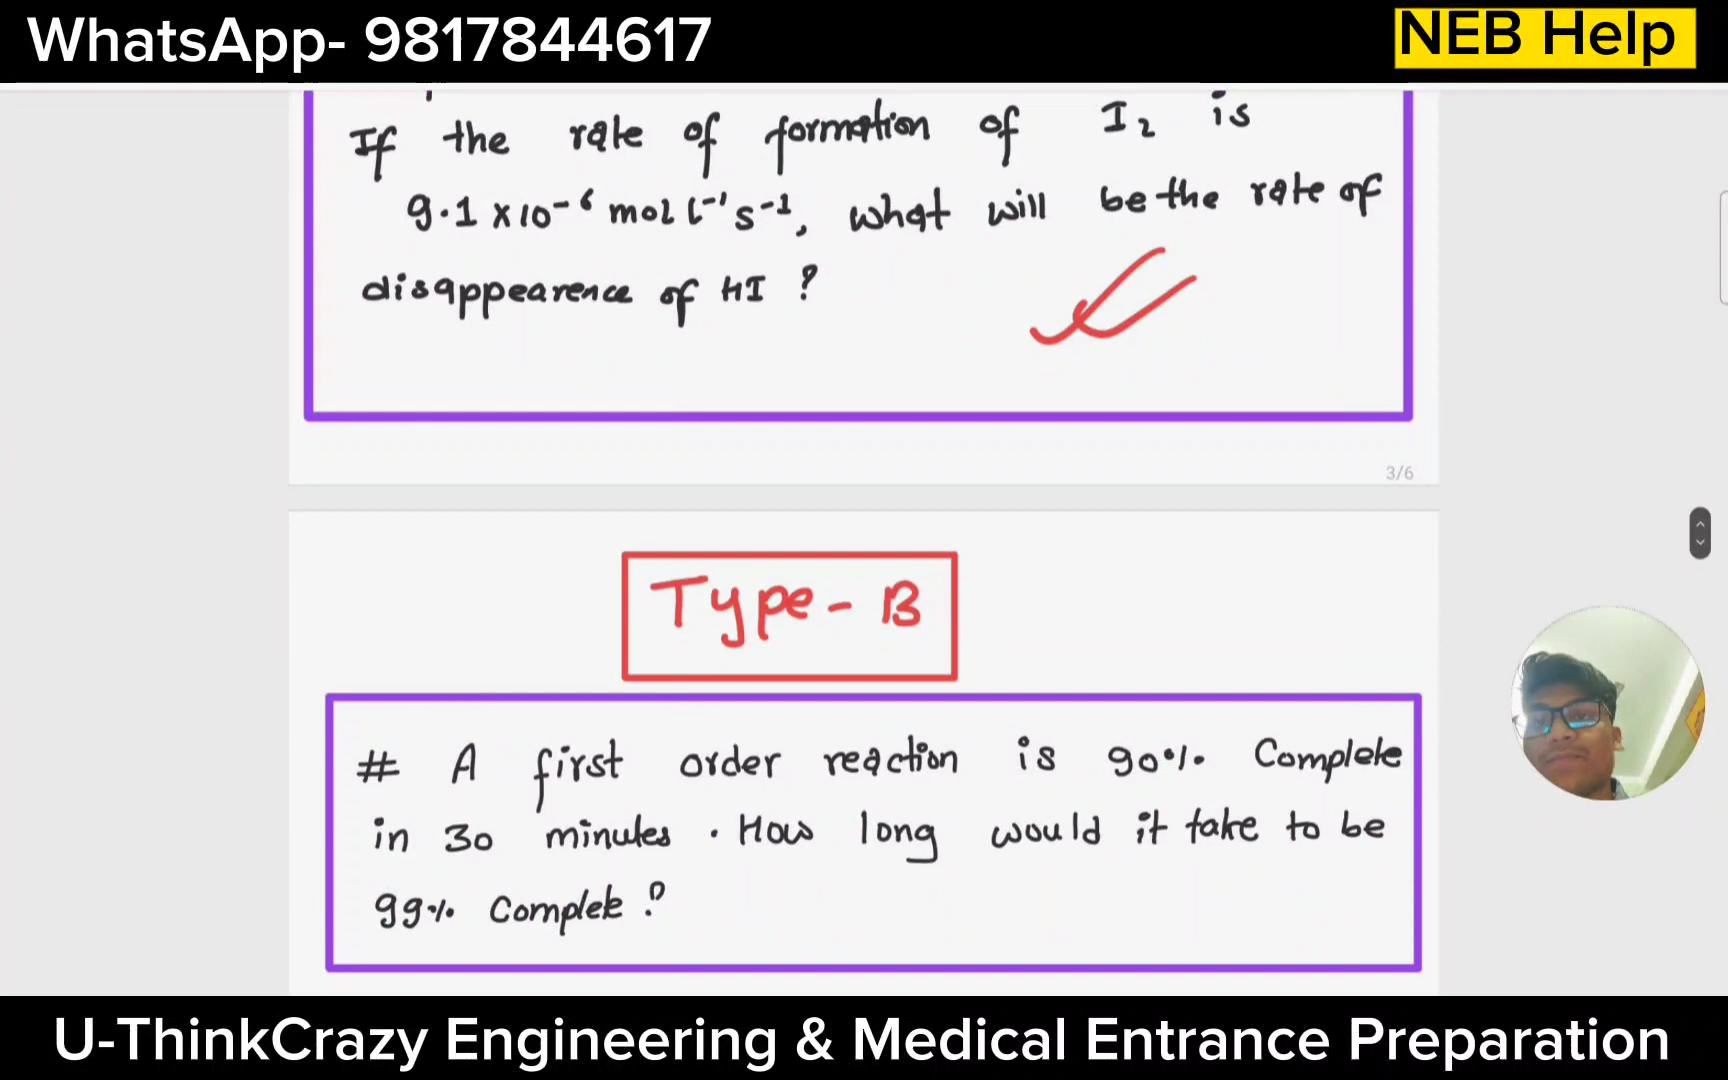 WhatsApp- 9817844617
NEB Help
If the rate of formation of I₂ is
9.1 × 10⁻⁶ mol L⁻¹ s⁻¹, what will be the rate of
disappearence of HI ?
3/6
Type - B
# A first order reaction is 90% Complete
in 30 minutes . How long would it take to be
99% Complete ?
U-ThinkCrazy Engineering & Medical Entrance Preparation